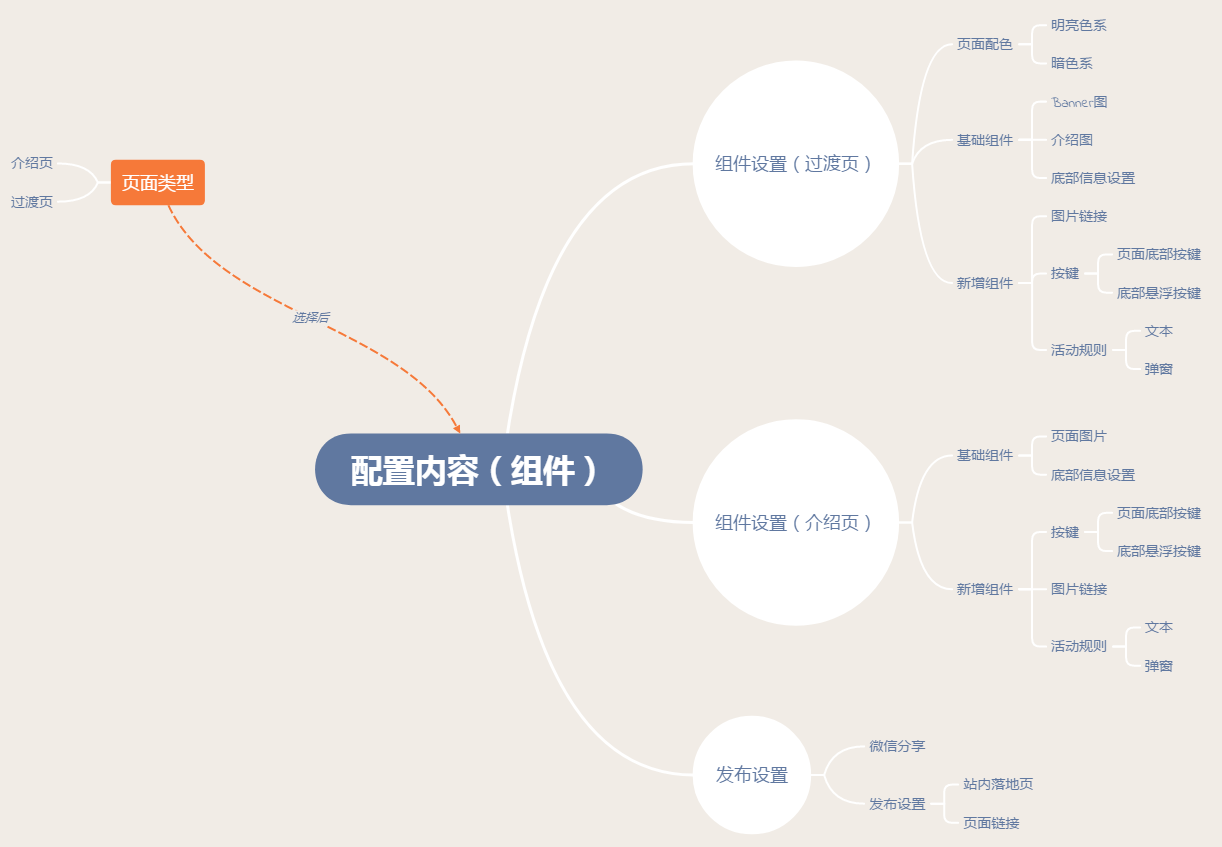 介绍页
过渡页
页面类型
选择后
配置内容（组件）
组件设置（过渡页）
页面配色
明亮色系
暗色系
基础组件
Banner图
介绍图
底部信息设置
新增组件
图片链接
按键
页面底部按键
底部悬浮按键
活动规则
文本
弹窗
组件设置（介绍页）
基础组件
页面图片
底部信息设置
新增组件
按键
页面底部按键
底部悬浮按键
图片链接
活动规则
文本
弹窗
发布设置
微信分享
发布设置
站内落地页
页面链接